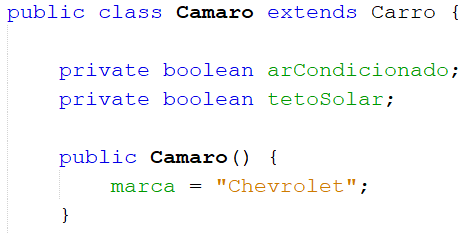 public class Camaro extends Carro {
private boolean arCondicionado;
private boolean tetoSolar;
public Camaro() {
marca = "Chevrolet";
}